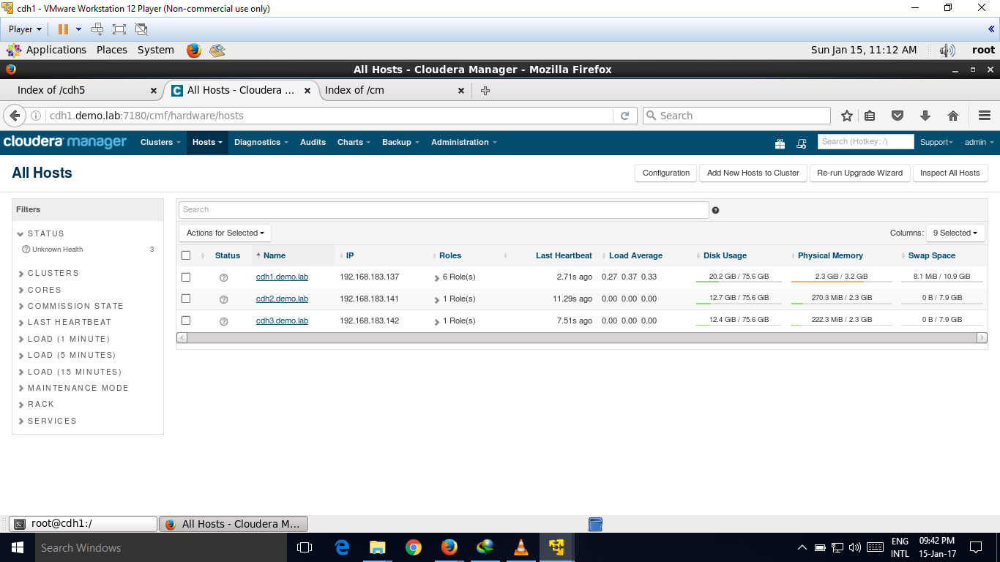 cdh1 - VMware Workstation 12 Player (Non-commercial use only)
Player
Applications Places System Sun Jan 15, 11:12 AM root
All Hosts - Cloudera Manager - Mozilla Firefox
Index of /cdh5 All Hosts - Cloudera ... Index of /cm
cdh1.demo.lab:7180/cmf/hardware/hosts Search
cloudera manager Clusters Hosts Diagnostics Audits Charts Backup Administration Search (Hotkey: /) Support admin
All Hosts Configuration Add New Hosts to Cluster Re-run Upgrade Wizard Inspect All Hosts
Filters
STATUS
Unknown Health 3
CLUSTERS
CORES
COMMISSION STATE
LAST HEARTBEAT
LOAD (1 MINUTE)
LOAD (5 MINUTES)
LOAD (15 MINUTES)
MAINTENANCE MODE
RACK
SERVICES
Search
Actions for Selected Columns: 9 Selected
Status Name IP Roles Last Heartbeat Load Average Disk Usage Physical Memory Swap Space
cdh1.demo.lab 192.168.183.137 6 Role(s) 2.71s ago 0.27 0.37 0.33 20.2 GiB / 75.6 GiB 2.3 GiB / 3.2 GiB 8.1 MiB / 10.9 GiB
cdh2.demo.lab 192.168.183.141 1 Role(s) 11.29s ago 0.00 0.00 0.00 12.7 GiB / 75.6 GiB 270.3 MiB / 2.3 GiB 0 B / 7.9 GiB
cdh3.demo.lab 192.168.183.142 1 Role(s) 7.51s ago 0.00 0.00 0.00 12.4 GiB / 75.6 GiB 222.3 MiB / 2.3 GiB 0 B / 7.9 GiB
root@cdh1:/ All Hosts - Cloudera M...
Search Windows ENG 09:42 PM
INTL 15-Jan-17